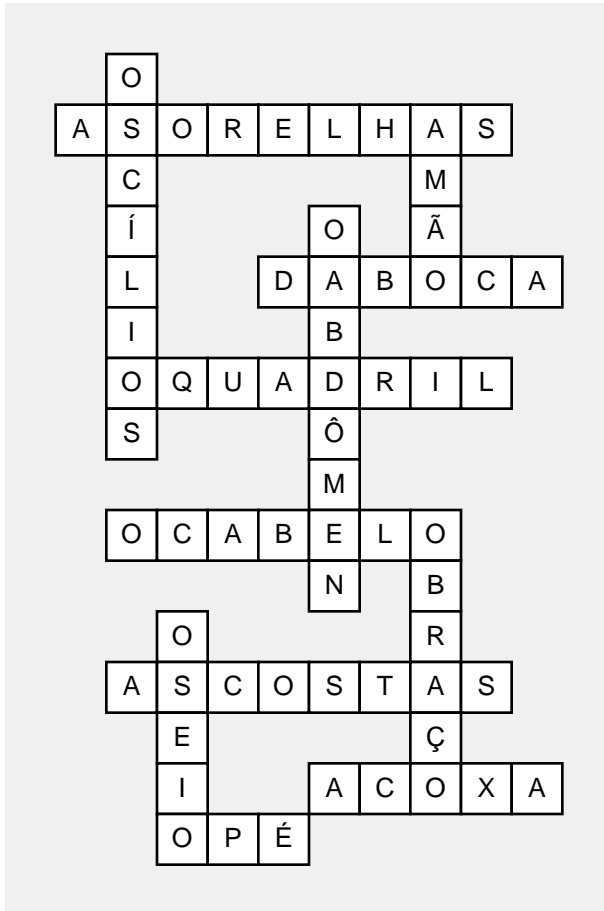 O
A S O R E L H A S
C M
Í O Ã
L D A B O C A
I B
O Q U A D R I L
S Ô
M
O C A B E L O
N B
O R
A S C O S T A S
E Ç
I A C O X A
O P É